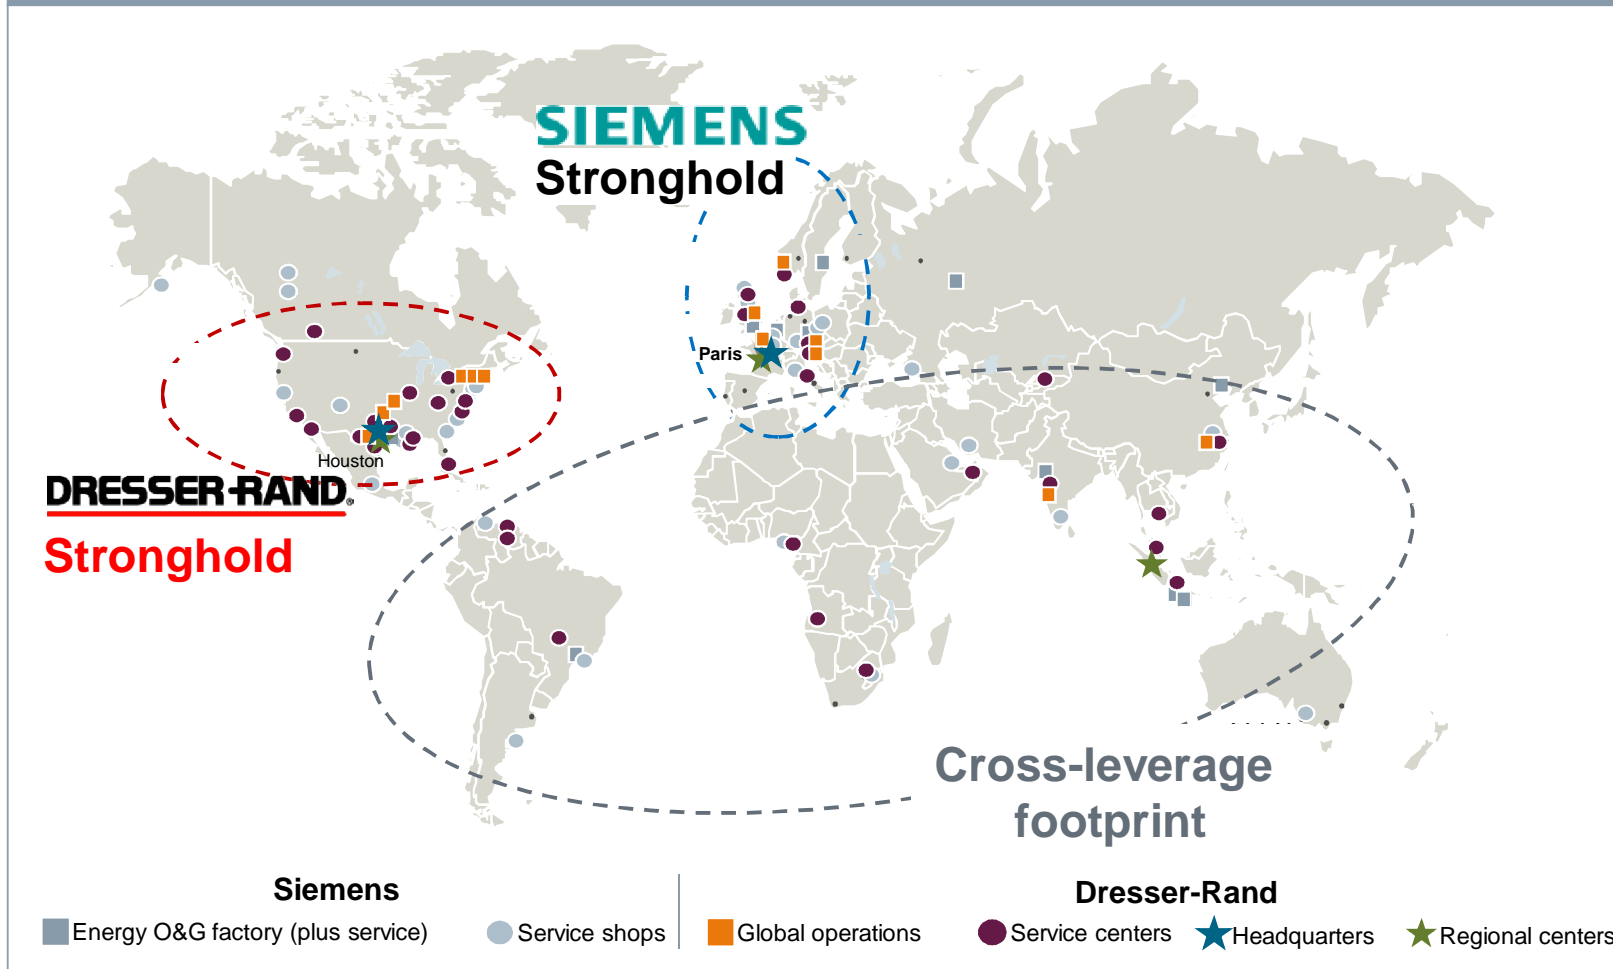 SIEMENS
Stronghold
Paris
Houston
DRESSER-RAND®
Stronghold
Cross-leverage
footprint
Siemens
Dresser-Rand
Energy O&G factory (plus service)
Service shops
Global operations
Service centers
Headquarters
Regional centers